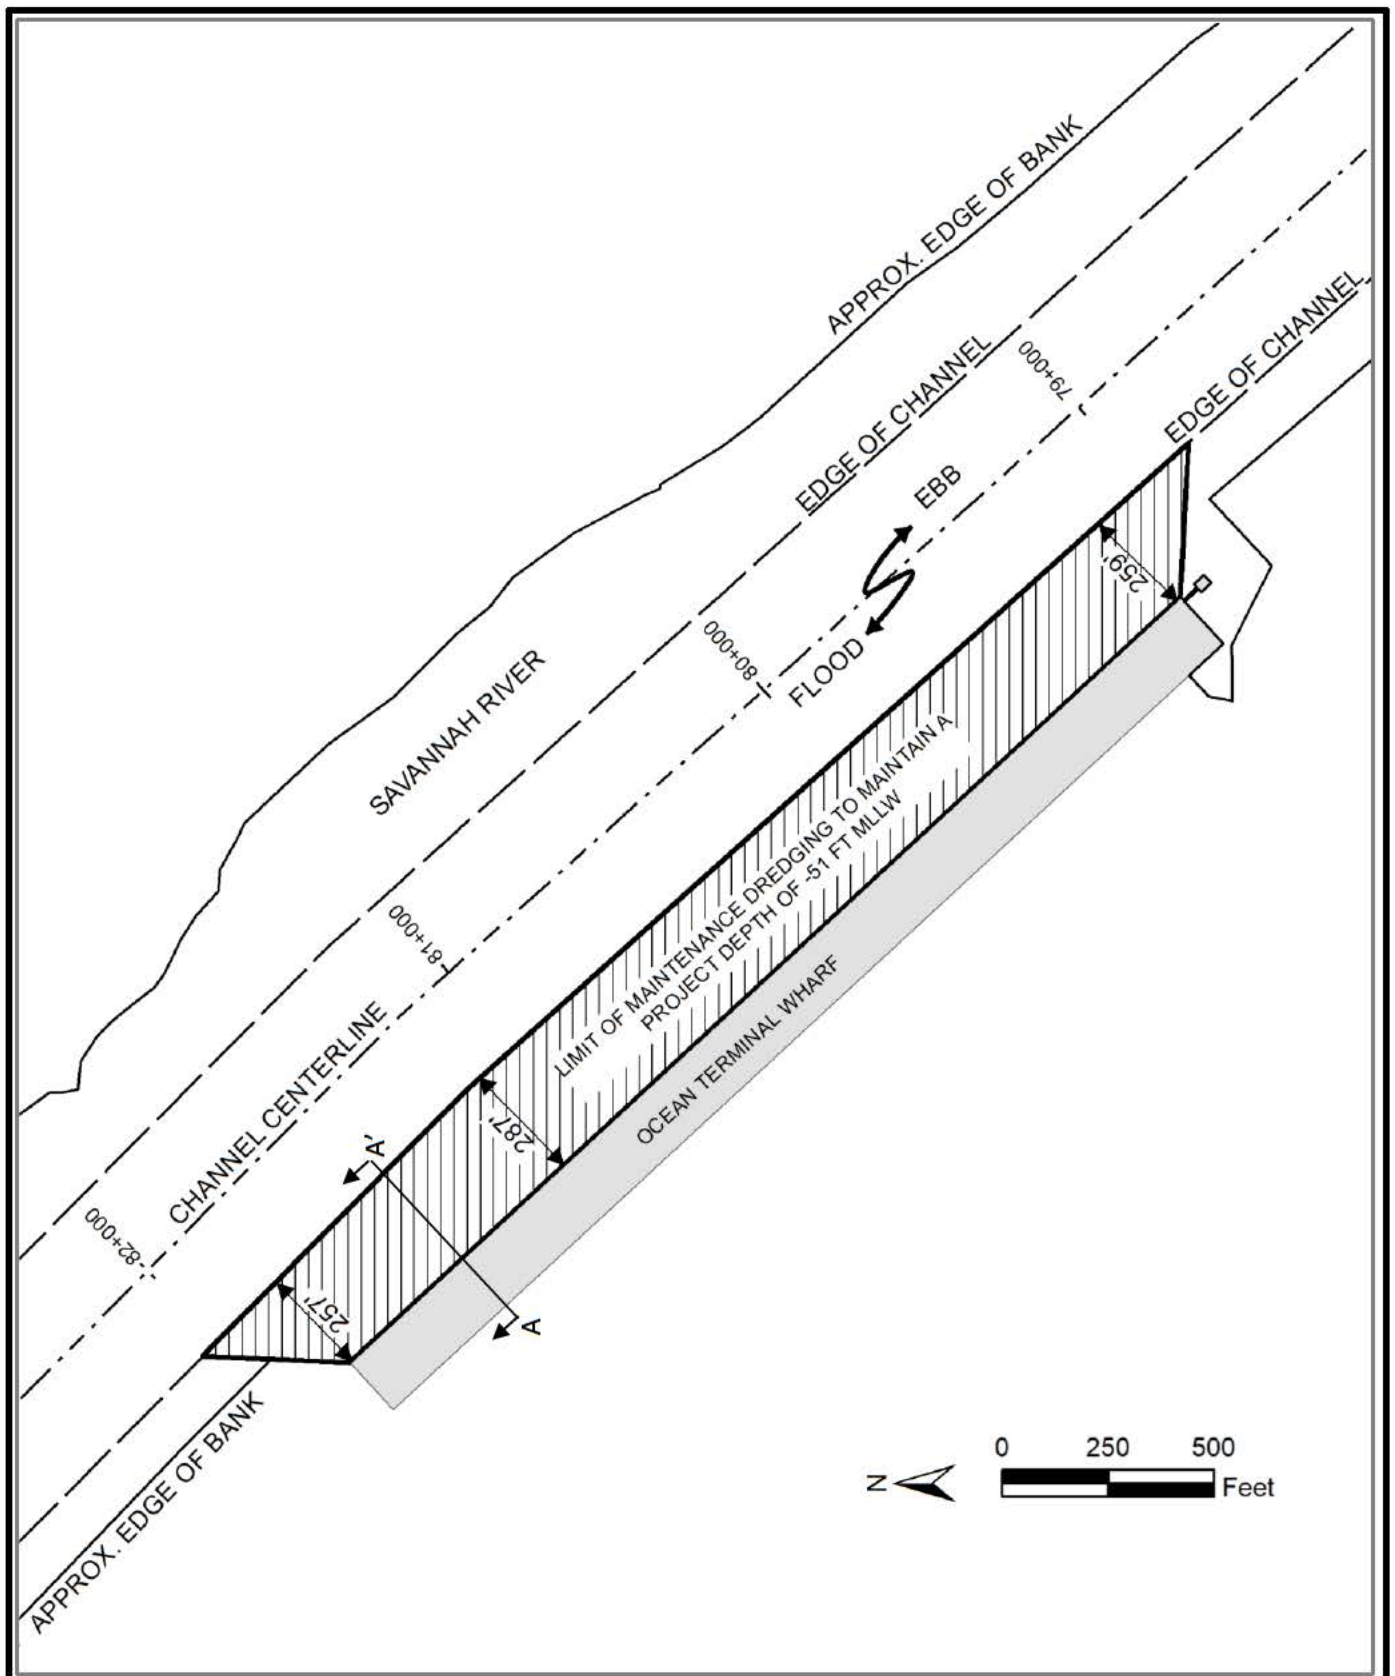 APPROX. EDGE OF BANK
EDGE OF CHANNEL
79+000
EDGE OF CHANNEL
EBB
259'
80+000
FLOOD
SAVANNAH RIVER
LIMIT OF MAINTENANCE DREDGING TO MAINTAIN A
PROJECT DEPTH OF -51 FT MLLW
81+000
OCEAN TERMINAL WHARF
CHANNEL CENTERLINE
287'
A'
82+000
257'
A
APPROX. EDGE OF BANK
N
0 250 500
Feet